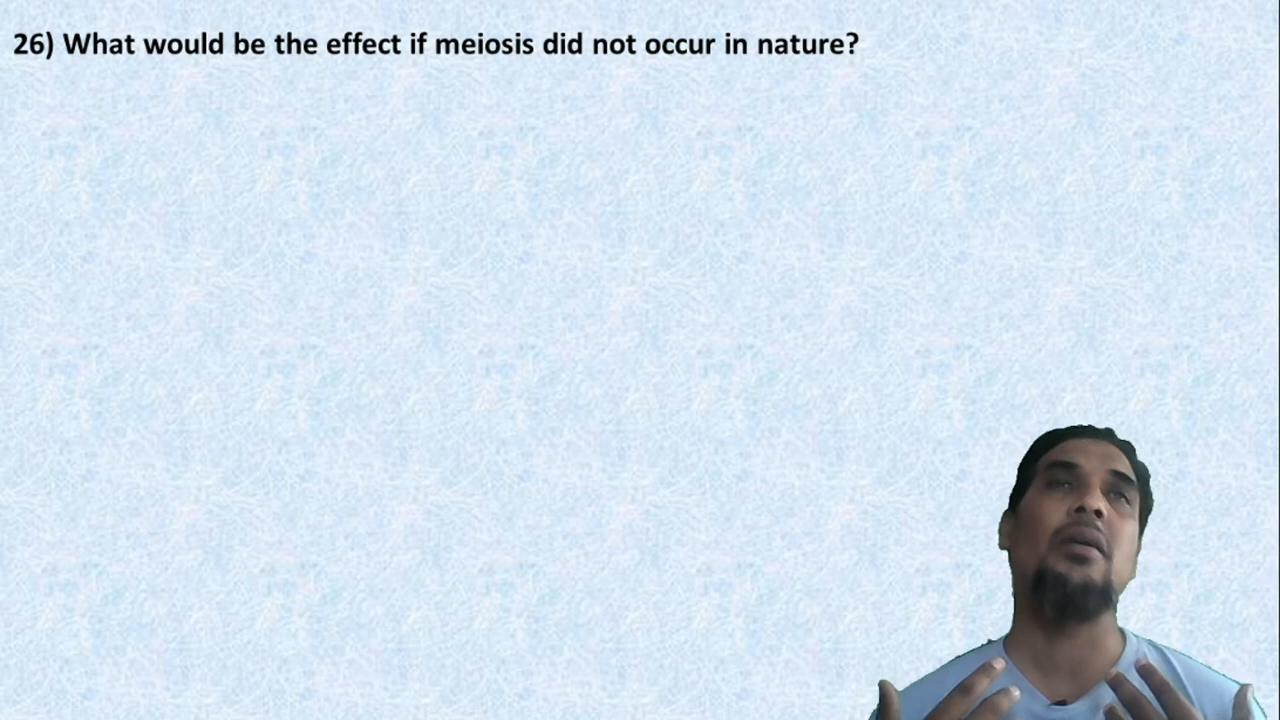 26) What would be the effect if meiosis did not occur in nature?